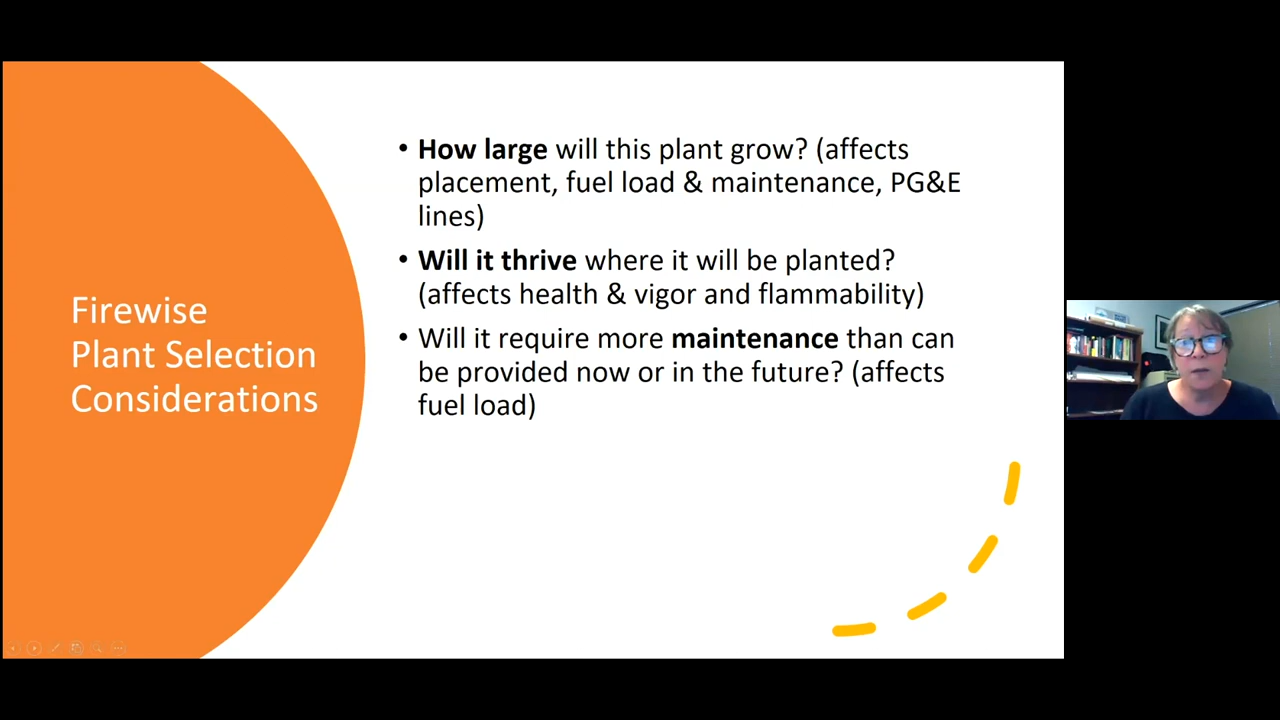 Firewise
Plant Selection
Considerations
• How large will this plant grow? (affects
placement, fuel load & maintenance, PG&E
lines)
• Will it thrive where it will be planted?
(affects health & vigor and flammability)
• Will it require more maintenance than can
be provided now or in the future? (affects
fuel load)